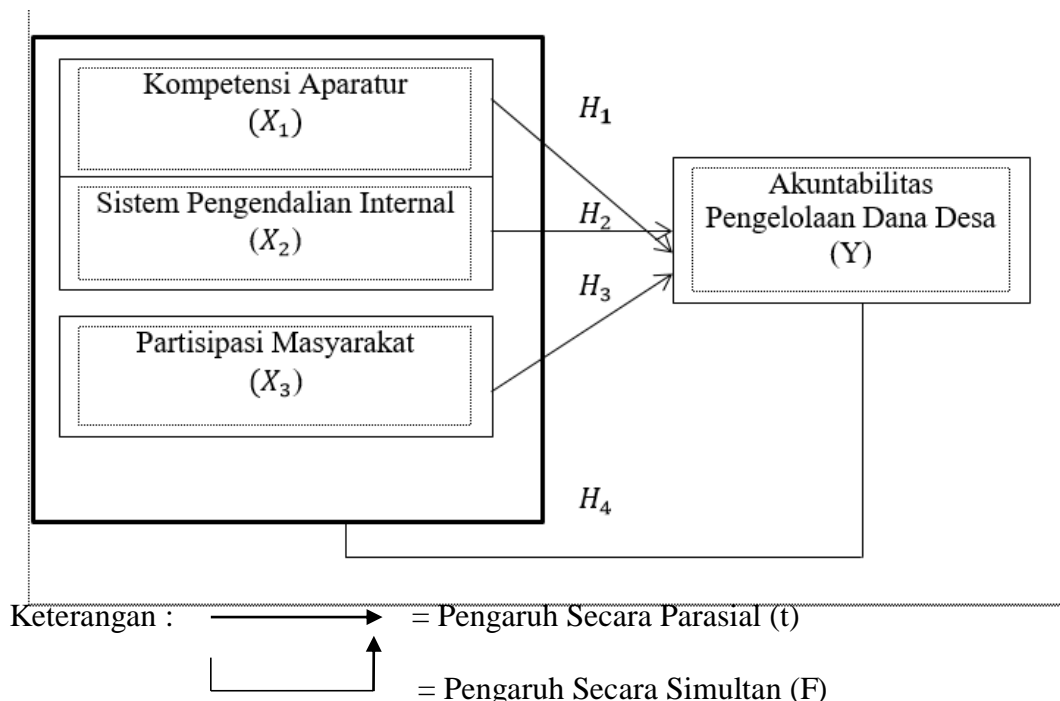 Kompetensi Aparatur
(X₁)
H₁
Sistem Pengendalian Internal
(X₂)
H₂
Akuntabilitas
Pengelolaan Dana Desa
(Y)
H₃
Partisipasi Masyarakat
(X₃)
H₄
Keterangan :
= Pengaruh Secara Parasial (t)
= Pengaruh Secara Simultan (F)